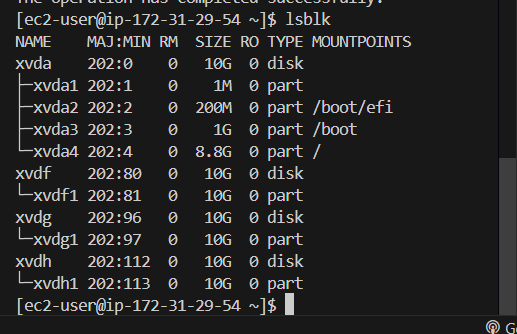 The operation has completed successfully.
[ec2-user@ip-172-31-29-54 ~]$ lsblk
NAME    MAJ:MIN RM  SIZE RO TYPE MOUNTPOINTS
xvda    202:0    0   10G  0 disk
├─xvda1 202:1    0    1M  0 part
├─xvda2 202:2    0  200M  0 part /boot/efi
├─xvda3 202:3    0    1G  0 part /boot
└─xvda4 202:4    0  8.8G  0 part /
xvdf    202:80   0   10G  0 disk
└─xvdf1 202:81   0   10G  0 part
xvdg    202:96   0   10G  0 disk
└─xvdg1 202:97   0   10G  0 part
xvdh    202:112  0   10G  0 disk
└─xvdh1 202:113  0   10G  0 part
[ec2-user@ip-172-31-29-54 ~]$